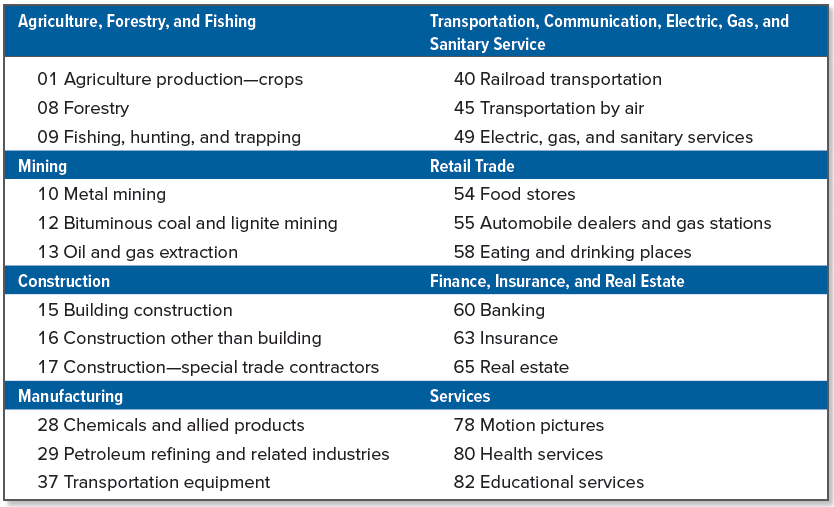 Agriculture, Forestry, and Fishing
01 Agriculture production—crops
08 Forestry
09 Fishing, hunting, and trapping
Mining
10 Metal mining
12 Bituminous coal and lignite mining
13 Oil and gas extraction
Construction
15 Building construction
16 Construction other than building
17 Construction—special trade contractors
Manufacturing
28 Chemicals and allied products
29 Petroleum refining and related industries
37 Transportation equipment
Transportation, Communication, Electric, Gas, and
Sanitary Service
40 Railroad transportation
45 Transportation by air
49 Electric, gas, and sanitary services
Retail Trade
54 Food stores
55 Automobile dealers and gas stations
58 Eating and drinking places
Finance, Insurance, and Real Estate
60 Banking
63 Insurance
65 Real estate
Services
78 Motion pictures
80 Health services
82 Educational services